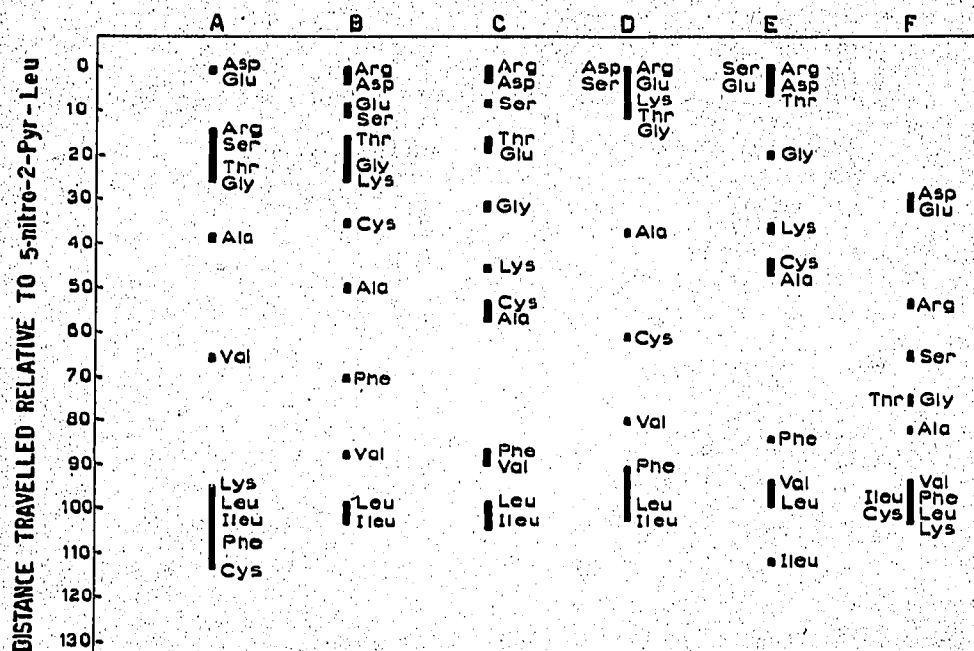 A B C D E F
DISTANCE TRAVELLED RELATIVE TO 5-nitro-2-Pyr-Leu
0
10
20
30
40
50
60
70
80
90
100
110
120
130
Asp
Glu
Arg
Ser
Thr
Gly
Ala
Val
Lys
Leu
Ileu
Phe
Cys
Arg
Asp
Glu
Ser
Thr
Gly
Lys
Cys
Ala
Phe
Val
Leu
Ileu
Arg
Asp
Ser
Thr
Glu
Gly
Lys
Cys
Ala
Phe
Val
Leu
Ileu
Asp Arg
Ser Glu
Lys
Thr
Gly
Ala
Cys
Val
Phe
Leu
Ileu
Ser Arg
Glu Asp
Thr
Gly
Lys
Cys
Ala
Phe
Val
Leu
Ileu
Asp
Glu
Arg
Ser
Thr Gly
Ala
Val
Ileu Phe
Cys Leu
Lys